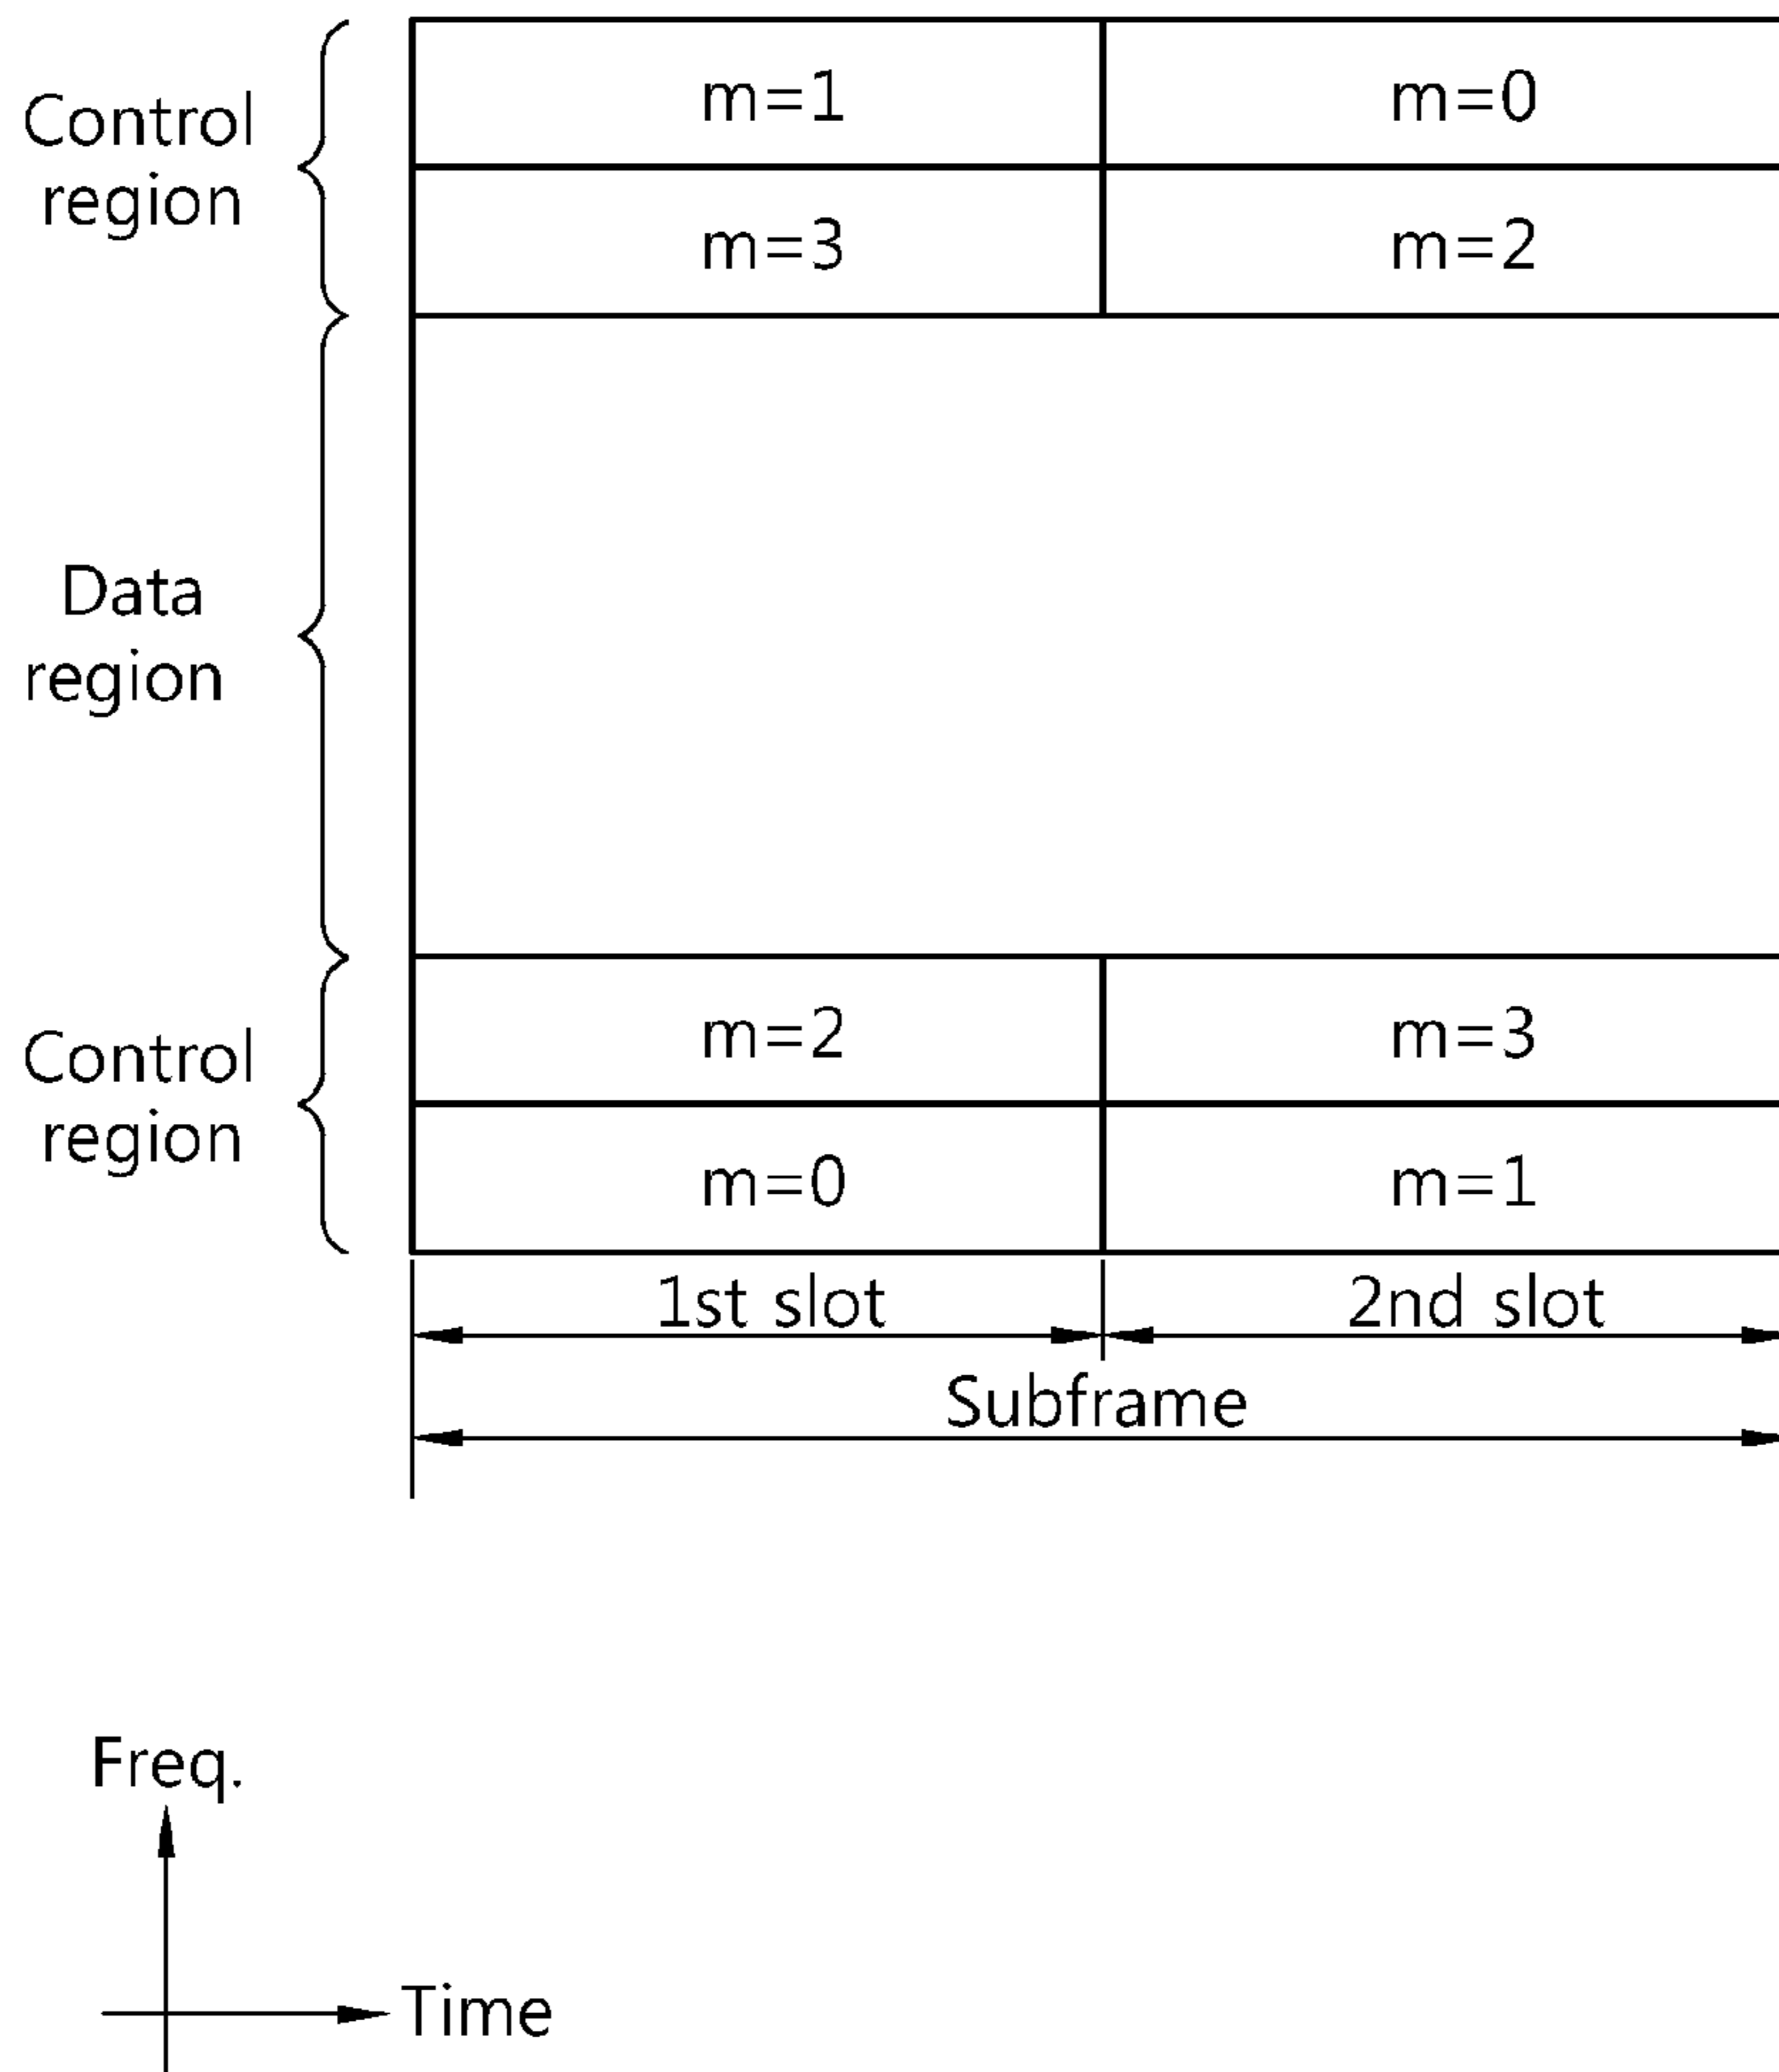 Control
region
m=1
m=0
m=3
m=2
Data
region
Control
region
m=2
m=3
m=0
m=1
1st slot
2nd slot
Subframe
Freq.
Time